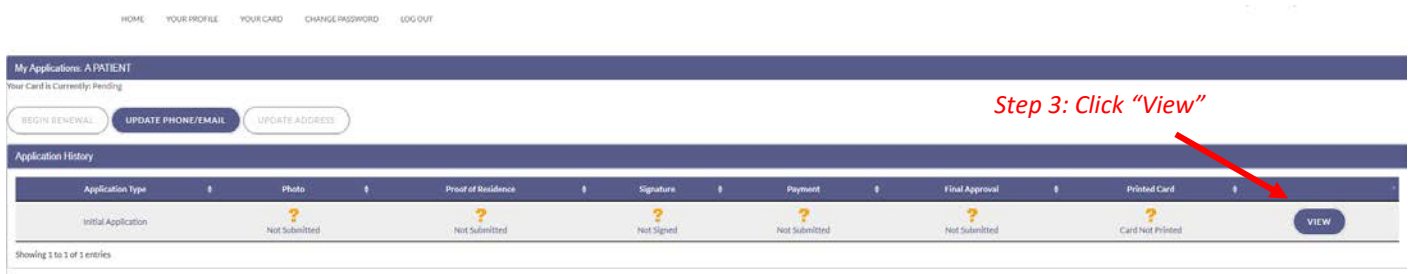 HOME YOUR PROFILE YOUR CARD CHANGE PASSWORD LOG OUT
My Applications: A PATIENT
Your Card is Currently: Pending
BEGIN RENEWAL UPDATE PHONE/EMAIL UPDATE ADDRESS
Step 3: Click “View”
Application History
Application Type Photo Proof of Residence Signature Payment Final Approval Printed Card
? ? ? ? ? ?
Initial Application Not Submitted Not Submitted Not Signed Not Submitted Not Submitted Card Not Printed VIEW
Showing 1 to 1 of 1 entries